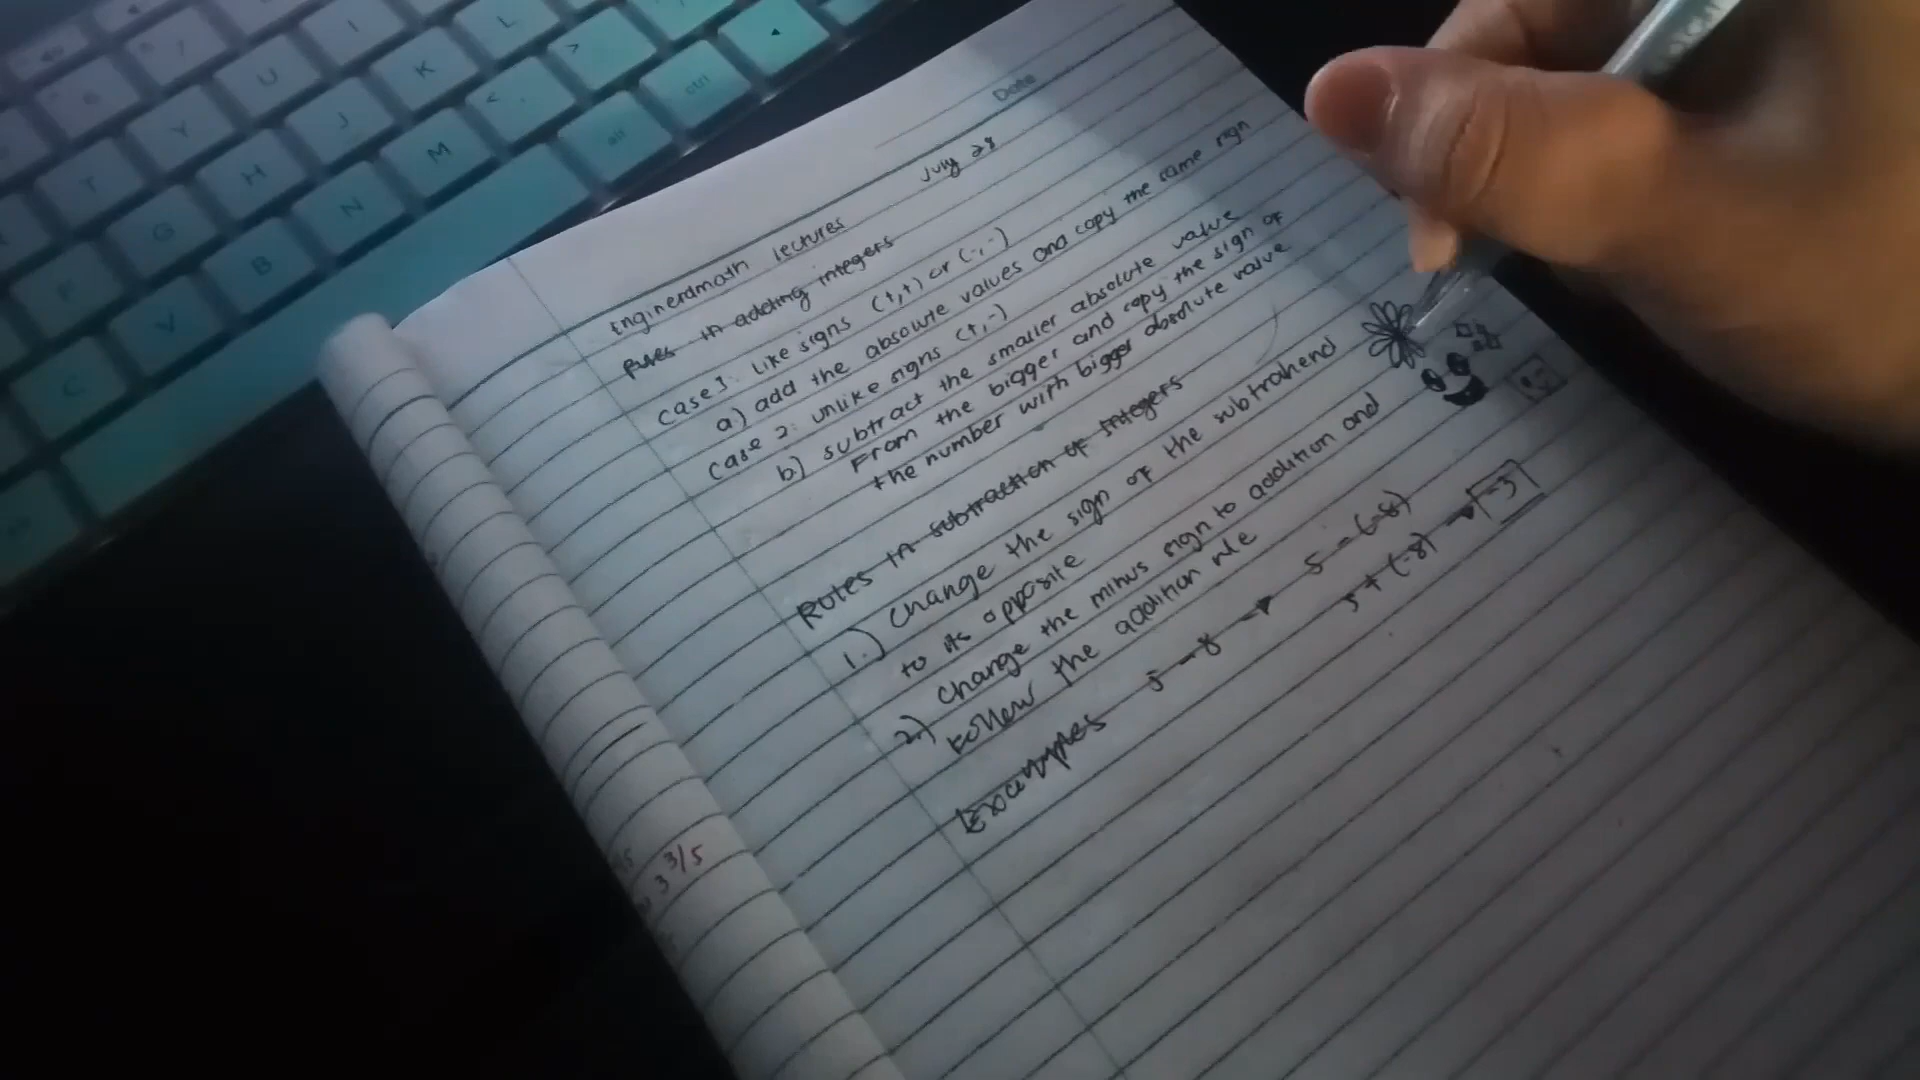 Date
July 28
Enginerdmath lectures
Rules in adding integers
case 1: Like signs (+,+) or (-,-)
a.) add the absolute values and copy the same sign
case 2: unlike signs (+,-)
b) subtract the smaller absolute value
From the bigger and copy the sign of
the number with bigger absolute value
Rules in subtraction of Integers
1.) Change the sign of the subtrahend
to its opposite
2.) change the minus sign to addition and
Follow the addition rule
Examples 5 - 8 → 5 - (-8)
5 + (-8) → -3
3 3/5
I
L
U
K
Y
J
M
T
H
N
G
B
F
V
C
alt
ctrl